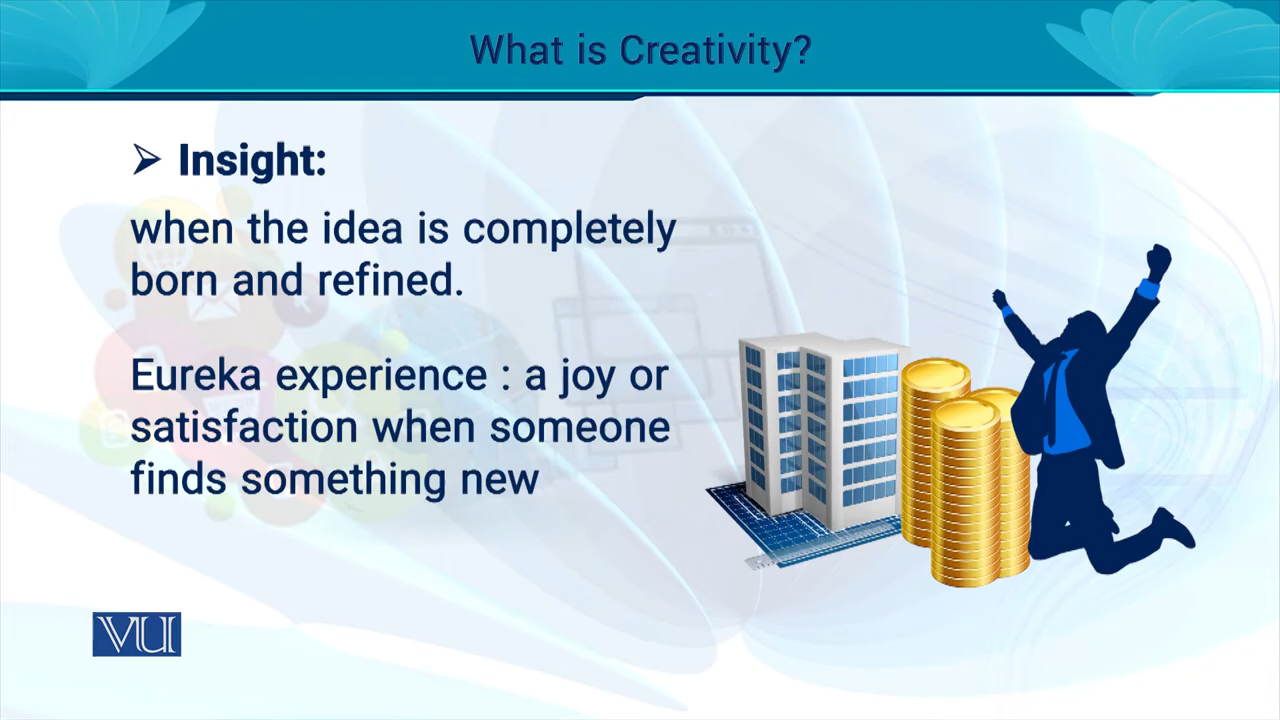 What is Creativity?
➢ Insight:
when the idea is completely
born and refined.
Eureka experience : a joy or
satisfaction when someone
finds something new
VU